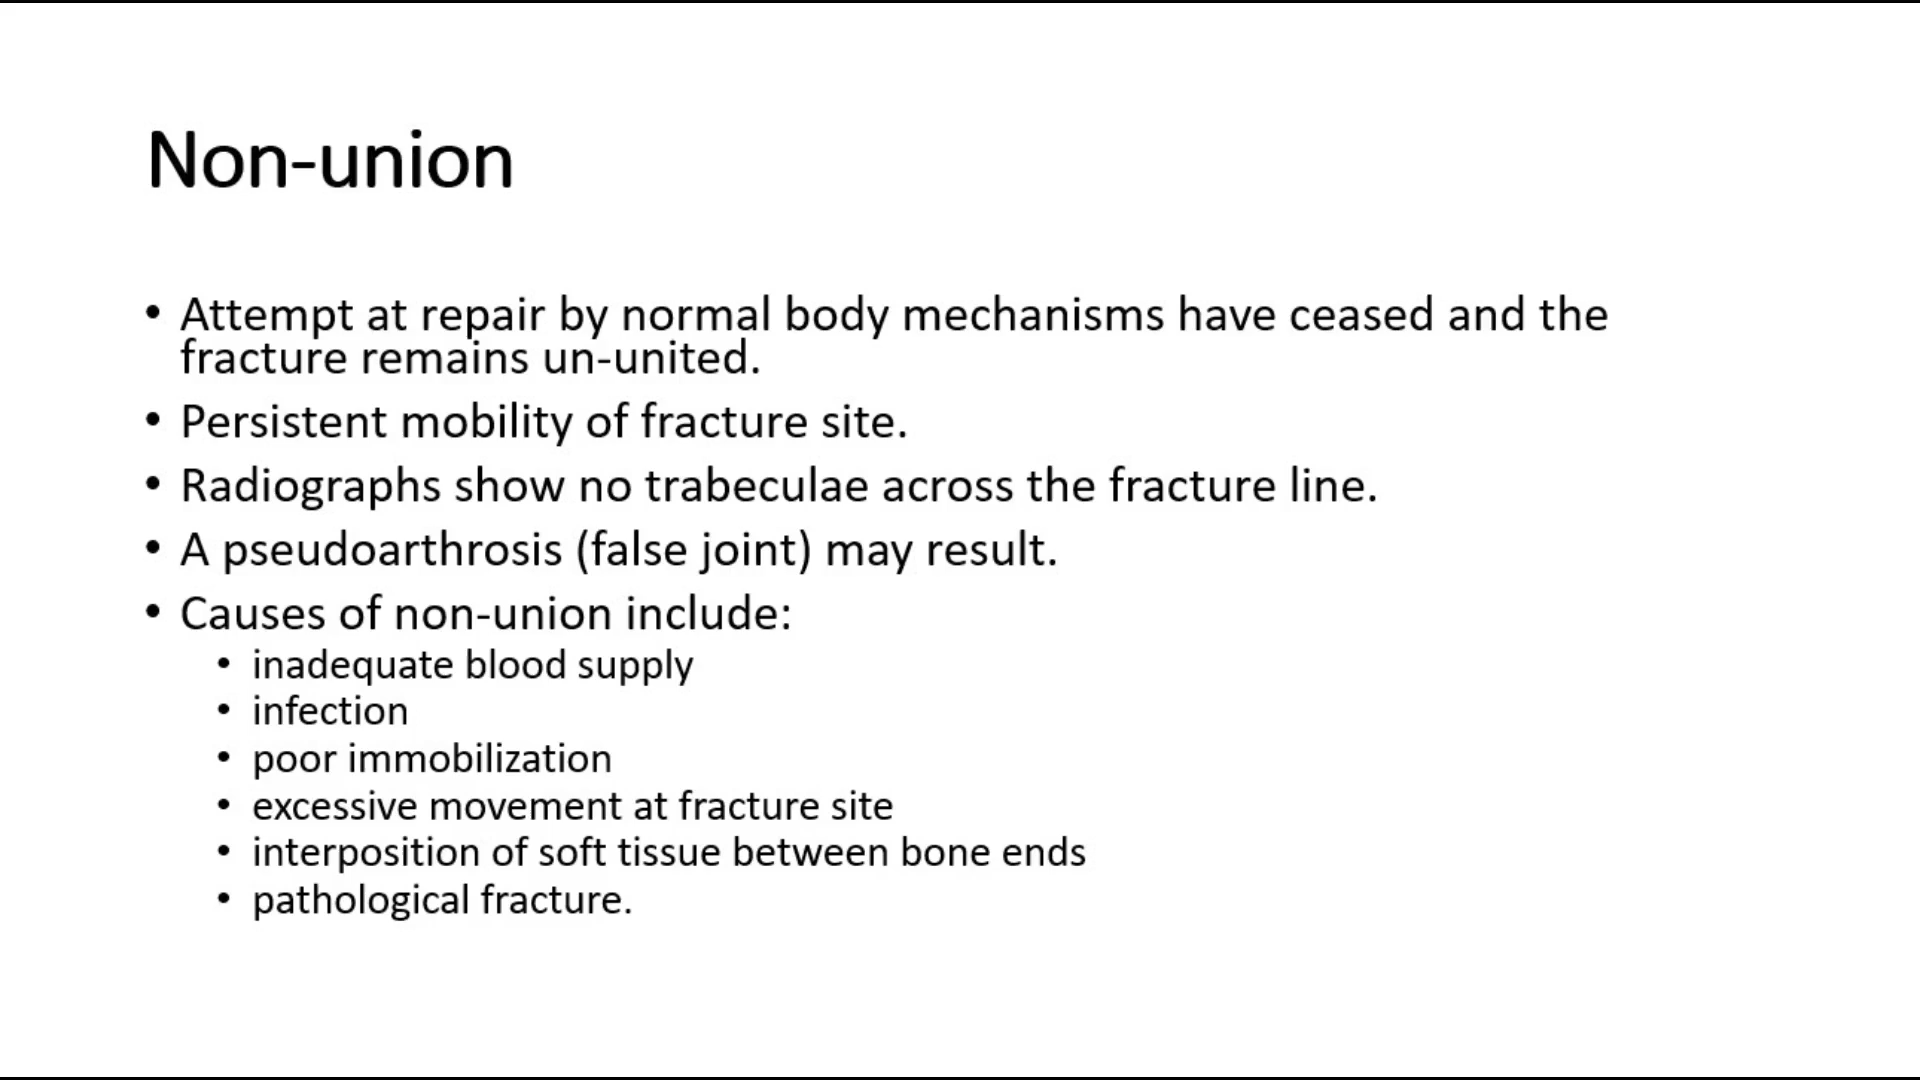 Non-union
• Attempt at repair by normal body mechanisms have ceased and the
fracture remains un-united.
• Persistent mobility of fracture site.
• Radiographs show no trabeculae across the fracture line.
• A pseudoarthrosis (false joint) may result.
• Causes of non-union include:
• inadequate blood supply
• infection
• poor immobilization
• excessive movement at fracture site
• interposition of soft tissue between bone ends
• pathological fracture.